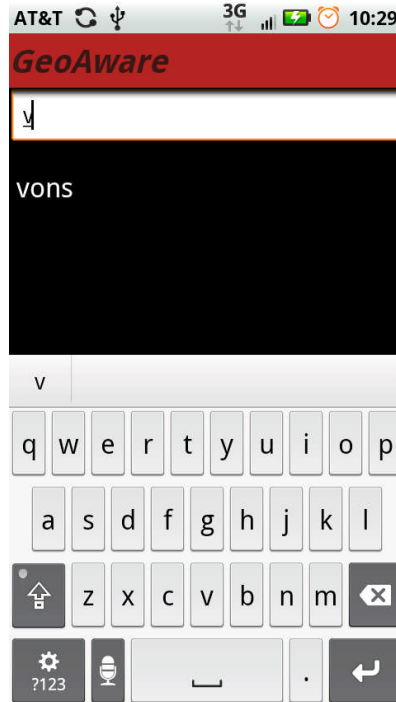 AT&T 3G 10:29
GeoAware
v
vons
v
q w e r t y u i o p
a s d f g h j k l
z x c v b n m
?123 .